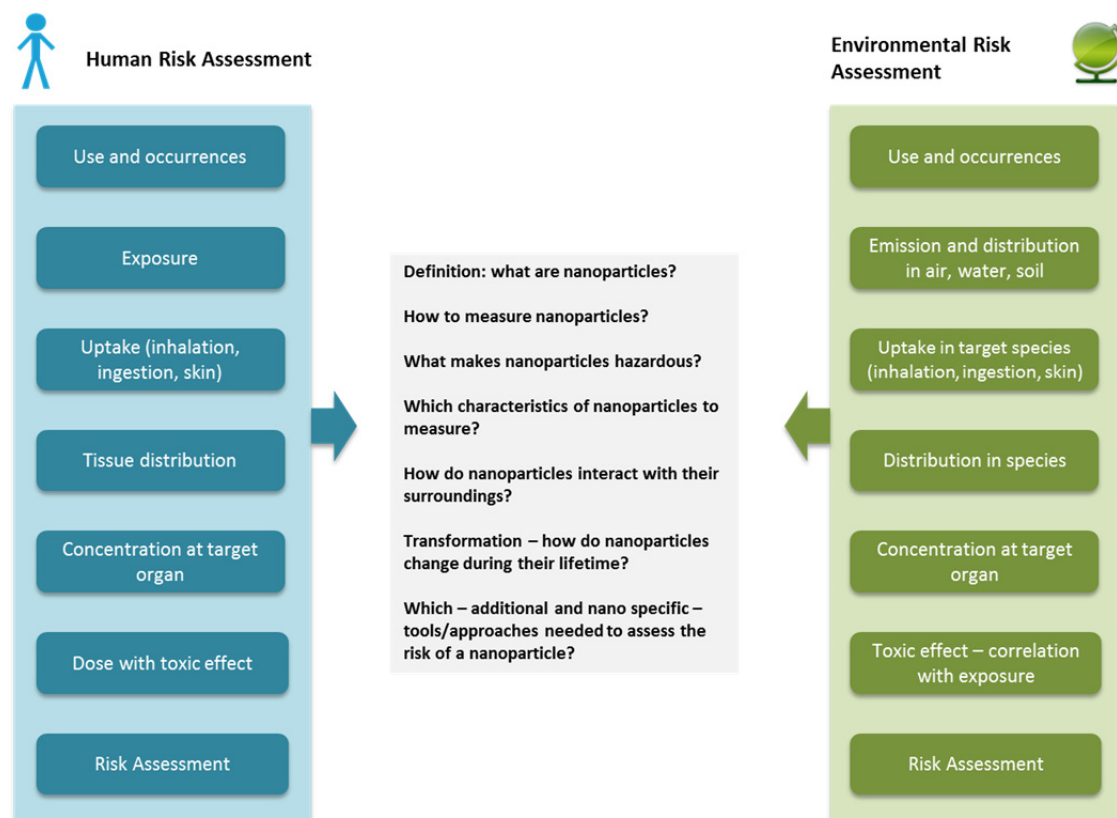 Human Risk Assessment
Use and occurrences
Exposure
Uptake (inhalation,
ingestion, skin)
Tissue distribution
Concentration at target
organ
Dose with toxic effect
Risk Assessment
Definition: what are nanoparticles?
How to measure nanoparticles?
What makes nanoparticles hazardous?
Which characteristics of nanoparticles to
measure?
How do nanoparticles interact with their
surroundings?
Transformation – how do nanoparticles
change during their lifetime?
Which – additional and nano specific –
tools/approaches needed to assess the
risk of a nanoparticle?
Environmental Risk
Assessment
Use and occurrences
Emission and distribution
in air, water, soil
Uptake in target species
(inhalation, ingestion, skin)
Distribution in species
Concentration at target
organ
Toxic effect – correlation
with exposure
Risk Assessment